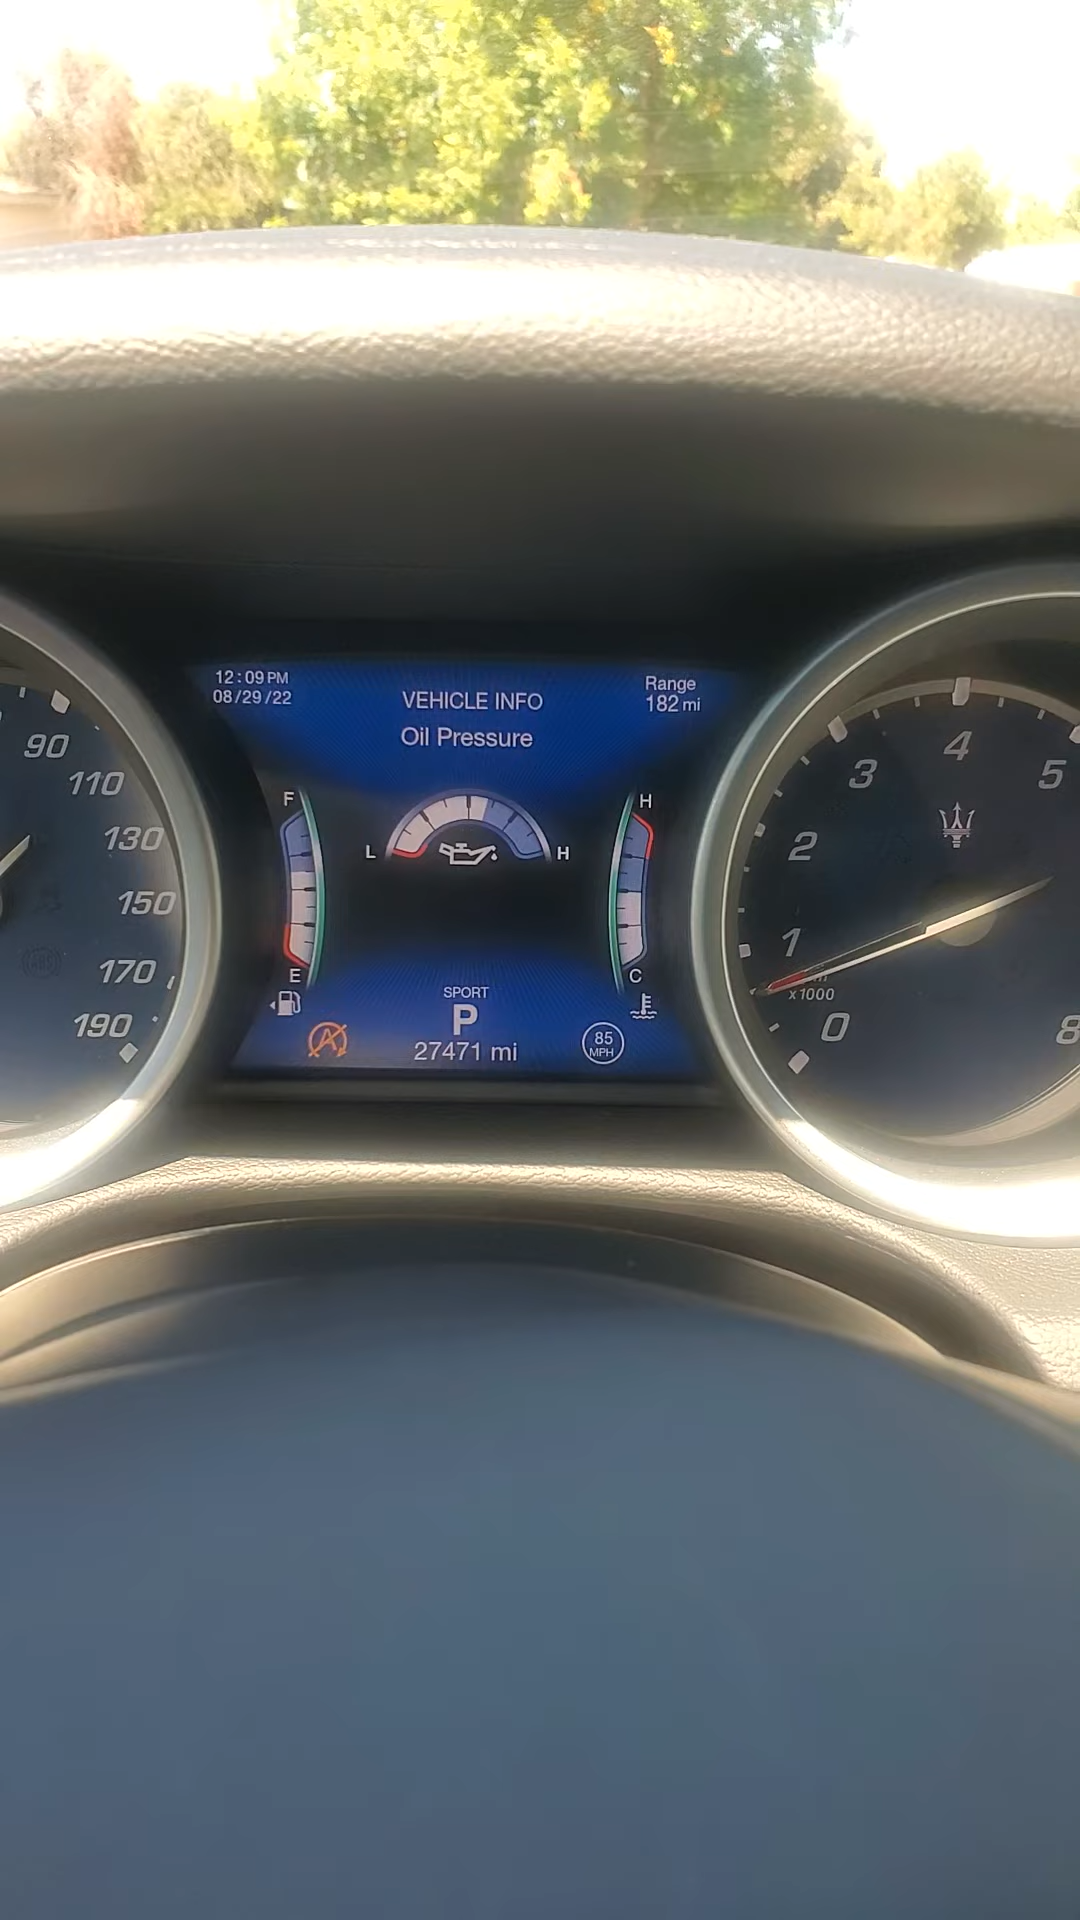 12:09 PM
08/29/22
VEHICLE INFO
Oil Pressure
Range
182 mi
F
E
L
H
H
C
SPORT
P
27471 mi
85
MPH
A
90
110
130
150
170
190
0
1
2
3
4
5
8
x1000